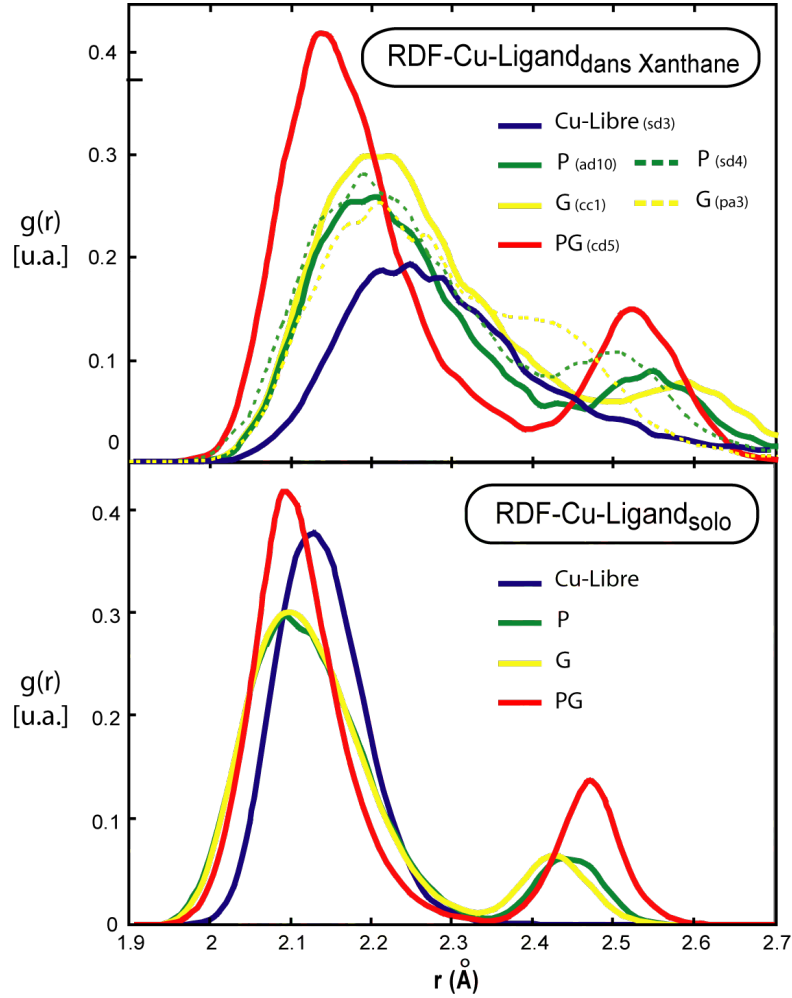 RDF-Cu-Ligand dans Xanthane
Cu-Libre (sd3)
P (ad10) P (sd4)
G (cc1) G (pa3)
PG (cd5)
g(r)
[u.a.]
0.4
0.3
0.2
0.1
0
RDF-Cu-Ligand solo
Cu-Libre
P
G
PG
g(r)
[u.a.]
0.4
0.3
0.2
0.1
0
1.9 2 2.1 2.2 2.3 2.4 2.5 2.6 2.7
r (Å)